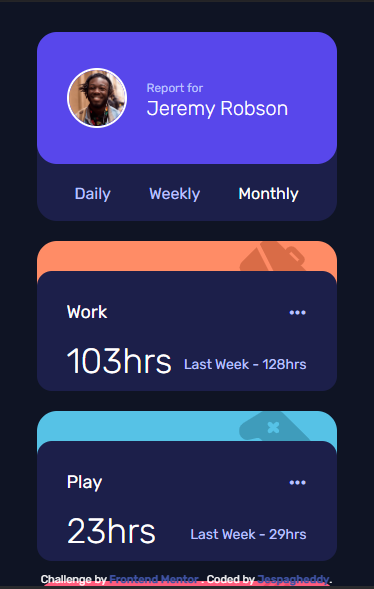 Report for
Jeremy Robson
Daily Weekly Monthly
Work
103hrs Last Week - 128hrs
Play
23hrs Last Week - 29hrs
Challenge by Frontend Mentor . Coded by Jespagheddy.